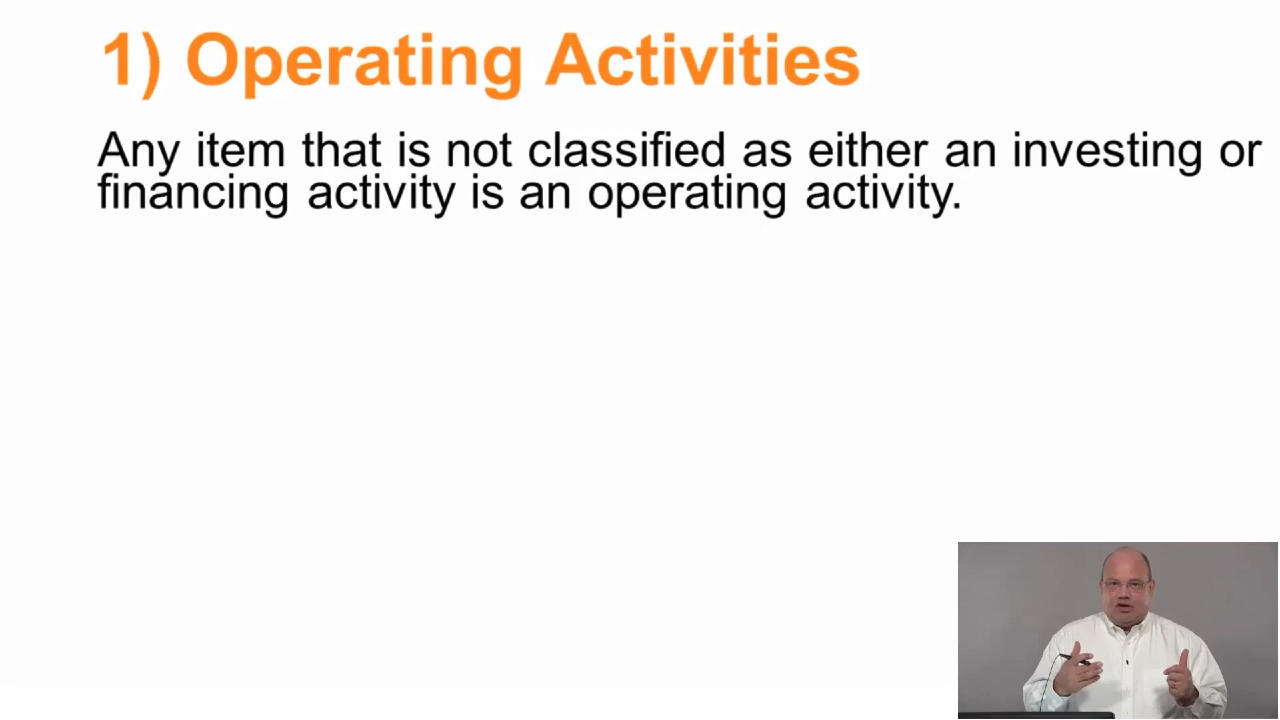 1) Operating Activities
Any item that is not classified as either an investing or
financing activity is an operating activity.